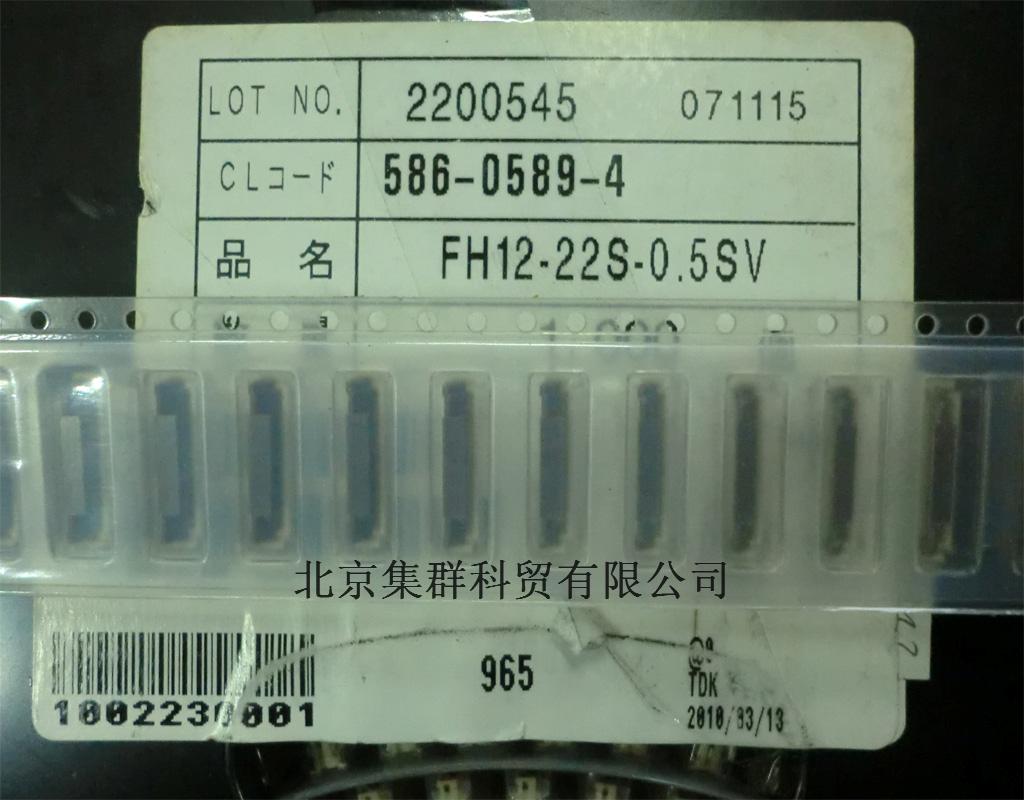 LOT NO. 2200545 071115
CLコード 586-0589-4
品 名 FH12-22S-0.5SV
北京集群科贸有限公司
965
TDK
1002230001
2010/03/13